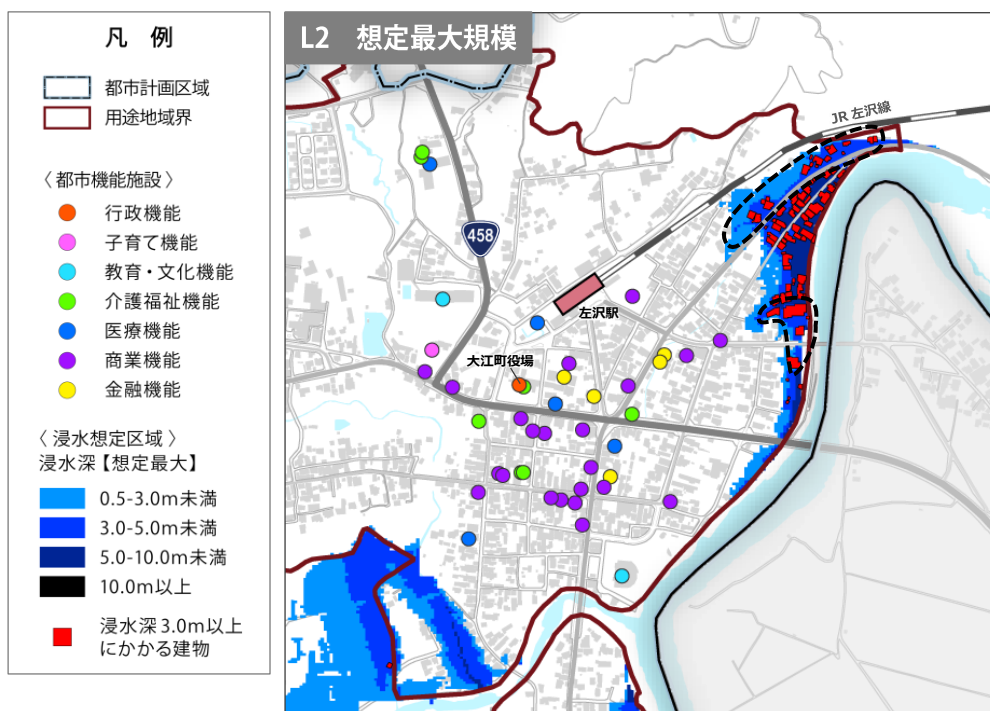 凡 例
都市計画区域
用途地域界
〈 都市機能施設 〉
行政機能
子育て機能
教育・文化機能
介護福祉機能
医療機能
商業機能
金融機能
〈 浸水想定区域 〉
浸水深【想定最大】
0.5-3.0m未満
3.0-5.0m未満
5.0-10.0m未満
10.0m以上
浸水深3.0m以上
にかかる建物
L2 想定最大規模
JR 左沢線
458
左沢駅
大江町役場